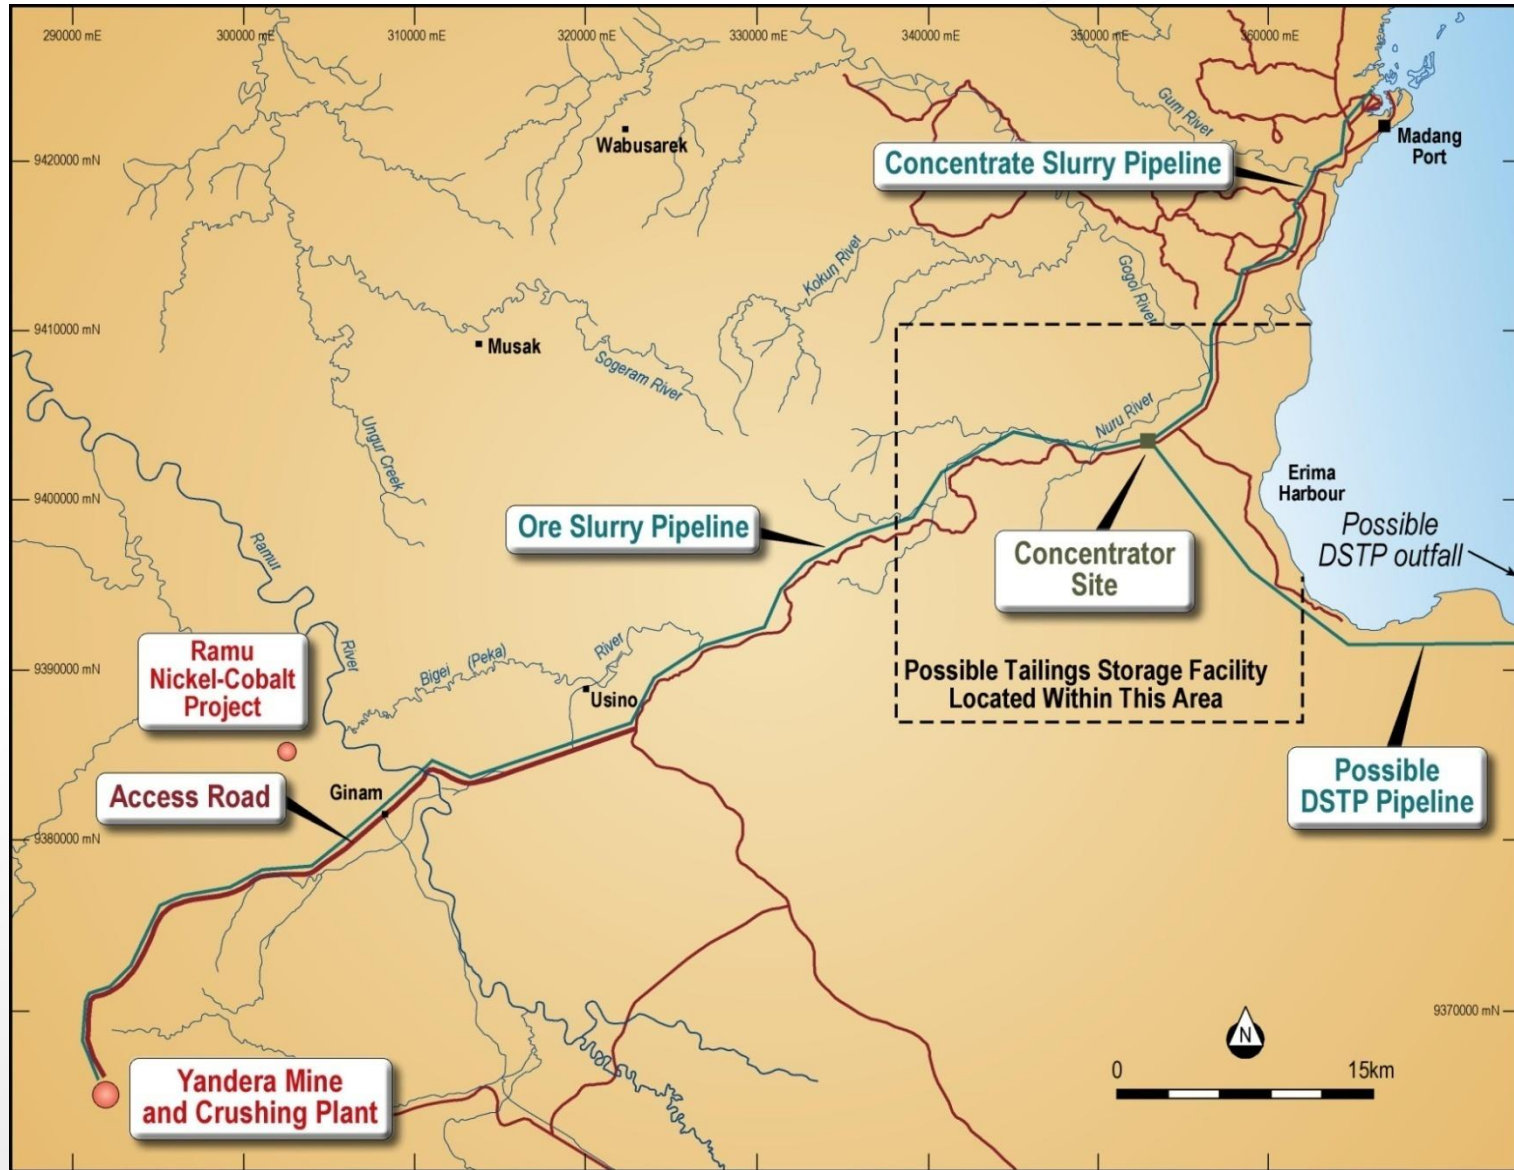 290000 mE
300000 mE
310000 mE
320000 mE
330000 mE
340000 mE
350000 mE
360000 mE
Gum River
Wabusarek
Madang
Port
9420000 mN
Concentrate Slurry Pipeline
Kokun River
Gogol River
9410000 mN
Musak
Sogeram River
Ungur Creek
Nuru River
Erima
Harbour
9400000 mN
Ore Slurry Pipeline
Possible
DSTP outfall
Concentrator
Site
Ramur
River
Ramu
Nickel-Cobalt
Project
Bigei (Peka)
River
9390000 mN
Usino
Possible Tailings Storage Facility
Located Within This Area
Access Road
Ginam
Possible
DSTP Pipeline
9380000 mN
9370000 mN
N
0
15km
Yandera Mine
and Crushing Plant